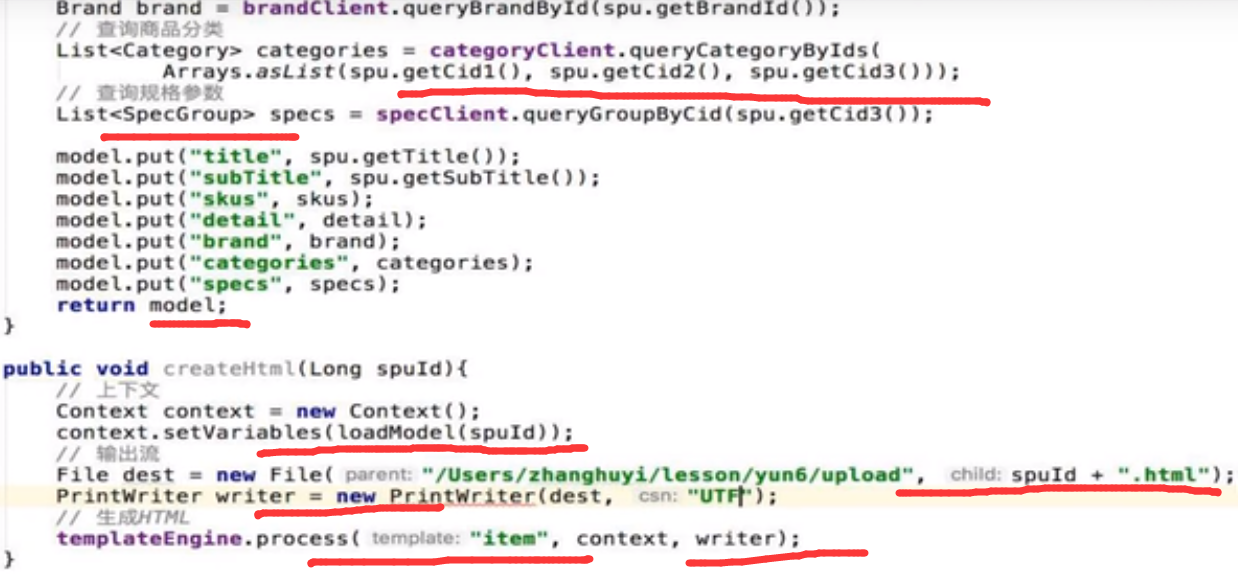 Brand brand = brandClient.queryBrandById(spu.getBrandId());
// 查询商品分类
List<Category> categories = categoryClient.queryCategoryByIds(
Arrays.asList(spu.getCid1(), spu.getCid2(), spu.getCid3()));
// 查询规格参数
List<SpecGroup> specs = specClient.queryGroupByCid(spu.getCid3());
model.put("title", spu.getTitle());
model.put("subTitle", spu.getSubTitle());
model.put("skus", skus);
model.put("detail", detail);
model.put("brand", brand);
model.put("categories", categories);
model.put("specs", specs);
return model;
}
public void createHtml(Long spuId){
// 上下文
Context context = new Context();
context.setVariables(loadModel(spuId));
// 输出流
File dest = new File( parent: "/Users/zhanghuyi/lesson/yun6/upload", child: spuId + ".html");
PrintWriter writer = new PrintWriter(dest, csn: "UTF");
// 生成HTML
templateEngine.process( template: "item", context, writer);
}